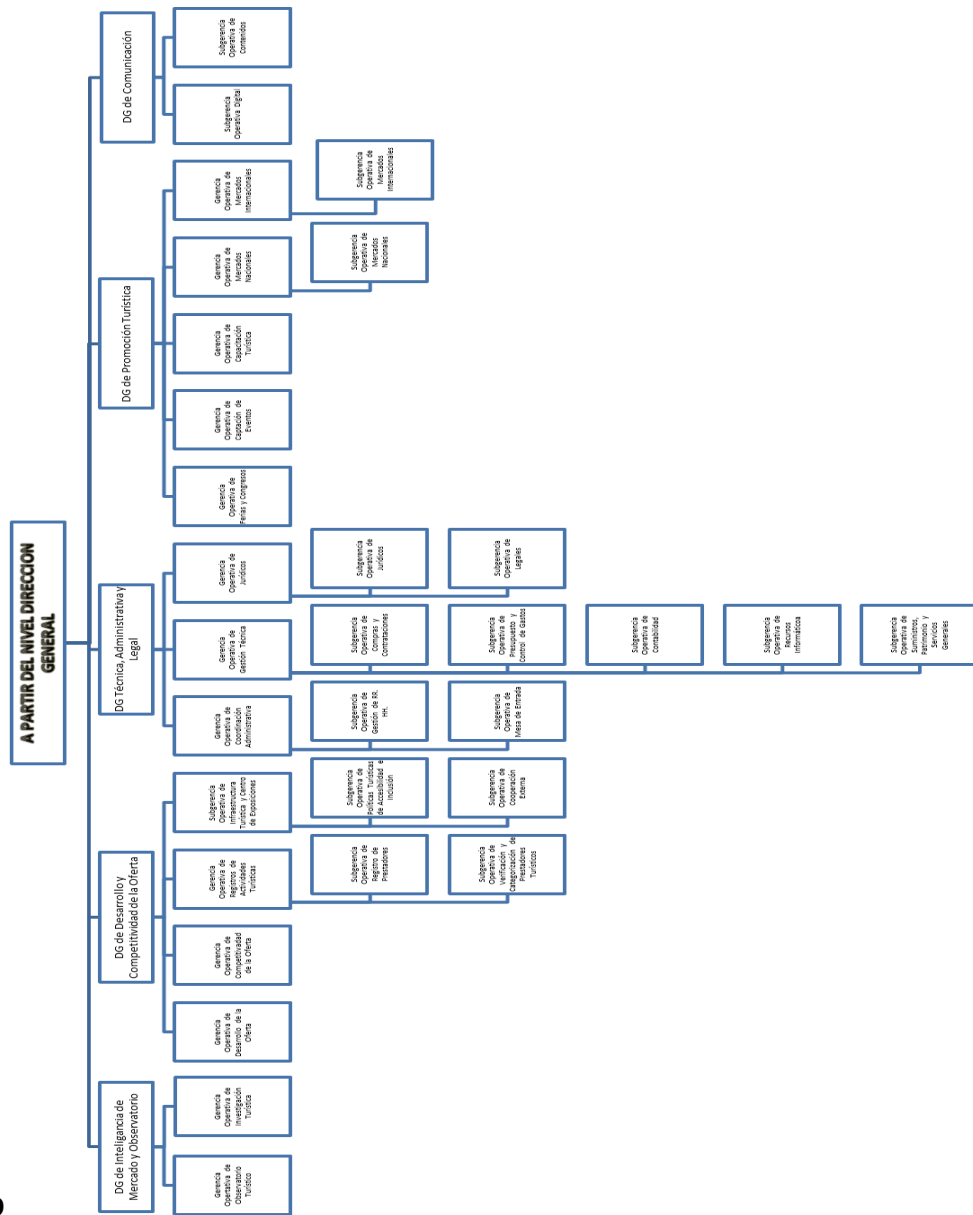 A PARTIR DEL NIVEL DIRECCION
GENERAL
DG de Inteligancia de
Mercado y Observatorio
DG de Desarrollo y
Competitividad de la Oferta
DG Técnica, Administrativa y
Legal
DG de Promoción Turística
DG de Comunicación
Gerencia
Opertativa de
Observatorio
Turístico
Gerencia
Operativa de
Investigación
Turística
Gerencia
Operativa de
Desarrollo de la
Oferta
Gerencia
Operativa de
Competitivadad
de la Oferta
Gerencia
Operativa de
Registros de
Actividades
Turísticas
Subgerencia
Operativa de
Infraestructura
Turística y Centro
de Exposiciones
Gerencia
Operativa de
Coordinación
Administrativa
Gerencia
Operativa de
Gestión Técnica
Gerencia
Operativa de
Jurídicos
Gerencia
Operativa de
Ferias y Congresos
Gerencia
Operativa de
Captación de
Eventos
Gerencia
Operativa de
Capacitación
Turística
Gerencia
Operativa de
Mercados
Nacionales
Gerencia
Operativa de
Mercados
Internacionales
Subgerencia
Operativa Digital
Subgerencia
Operativa de
Contenidos
Subgerencia
Operativa de
Registro de
Prestadores
Subgerencia
Operativa de
Políticas Turísticas
de Accesibilidad e
Inclusión
Subgerencia
Operativa de
Gestión de RR.
HH.
Subgerencia
Operativa de
Compras y
Contrataciones
Subgerencia
Operativa de
Jurídicos
Subgerencia
Operativa de
Mercados
Nacionales
Subgerencia
Operativa de
Mercados
Internacionales
Subgerencia
Operativa de
Verificación y
Categorización de
Prestadores
Turísticos
Subgerencia
Operativa de
Cooperación
Externa
Subgerencia
Operativa de
Mesa de Entrada
Subgerencia
Operativa de
Presupuesto y
Control de Gastos
Subgerencia
Operativa de
Legales
Subgerencia
Operativa de
Contabilidad
Subgerencia
Operativa de
Recursos
Informáticoa
Subgerencia
Operativa de
Suministros,
Patrimonio y
Servicios
Generales